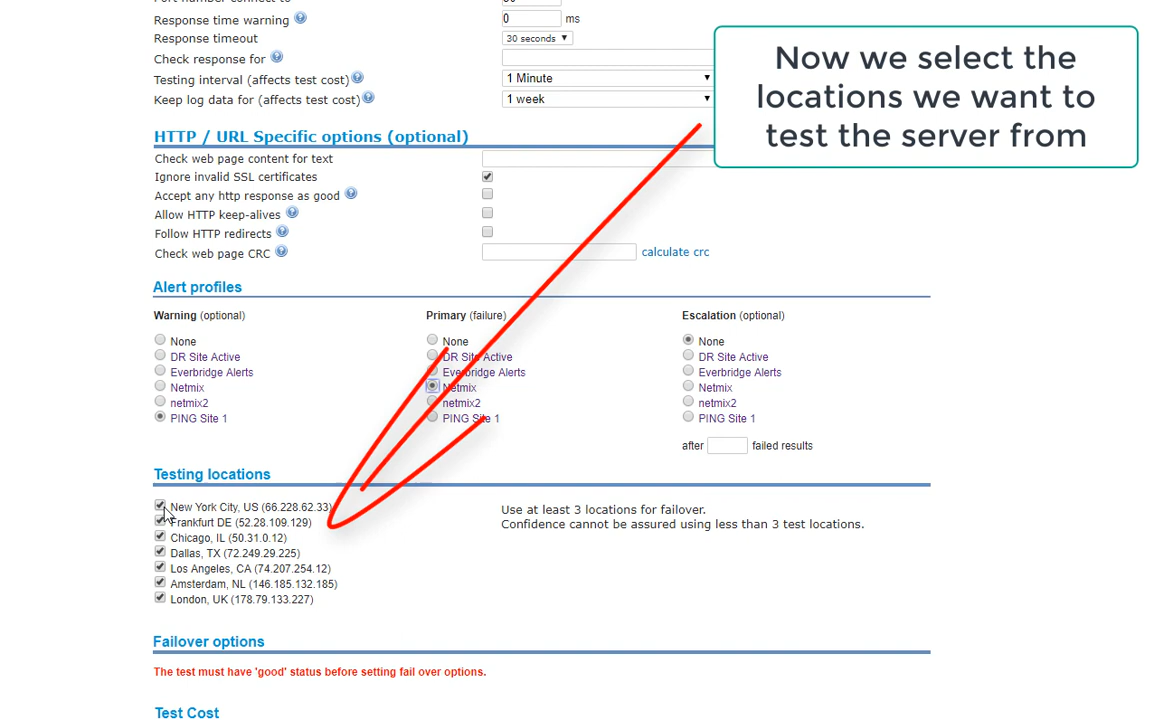 Response time warning
0 ms
Response timeout
30 seconds
Check response for
Testing interval (affects test cost)
1 Minute
Keep log data for (affects test cost)
1 week
Now we select the
locations we want to
test the server from
HTTP / URL Specific options (optional)
Check web page content for text
Ignore invalid SSL certificates
Accept any http response as good
Allow HTTP keep-alives
Follow HTTP redirects
Check web page CRC
calculate crc
Alert profiles
Warning (optional)
None
DR Site Active
Everbridge Alerts
Netmix
netmix2
PING Site 1
Primary (failure)
None
DR Site Active
Everbridge Alerts
Netmix
netmix2
PING Site 1
Escalation (optional)
None
DR Site Active
Everbridge Alerts
Netmix
netmix2
PING Site 1
after failed results
Testing locations
New York City, US (66.228.62.33)
Frankfurt DE (52.28.109.129)
Chicago, IL (50.31.0.12)
Dallas, TX (72.249.29.225)
Los Angeles, CA (74.207.254.12)
Amsterdam, NL (146.185.132.185)
London, UK (178.79.133.227)
Use at least 3 locations for failover.
Confidence cannot be assured using less than 3 test locations.
Failover options
The test must have 'good' status before setting fail over options.
Test Cost